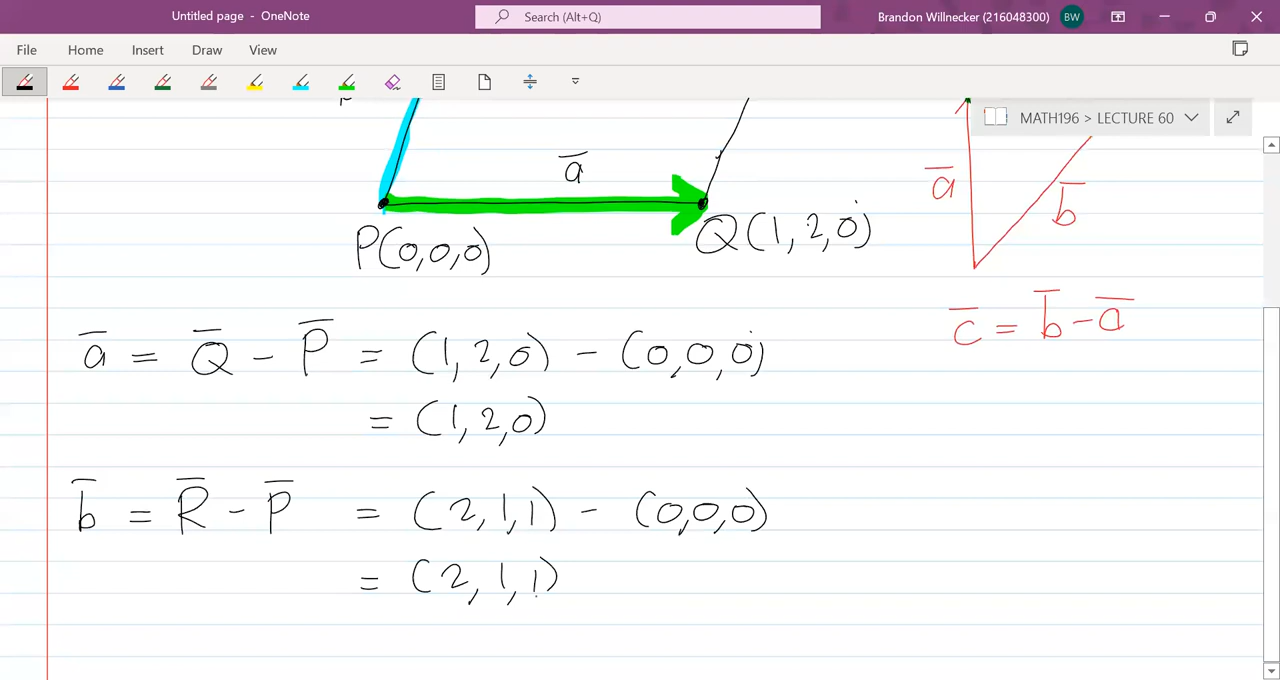 Untitled page - OneNote
Search (Alt+Q)
Brandon Willnecker (216048300)
BW
File Home Insert Draw View
MATH196 > LECTURE 60
a̅
P(0,0,0)
Q(1,2,0)
a̅
b̅
c̅ = b̅ - a̅
a̅ = Q̅ - P̅ = (1,2,0) - (0,0,0)
= (1,2,0)
b̅ = R̅ - P̅ = (2,1,1) - (0,0,0)
= (2,1,1)